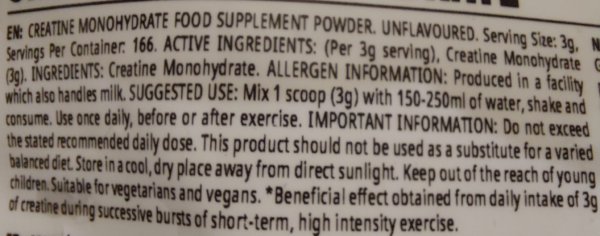 EN: CREATINE MONOHYDRATE FOOD SUPPLEMENT POWDER. UNFLAVOURED. Serving Size: 3g,
Servings Per Container: 166. ACTIVE INGREDIENTS: (Per 3g serving), Creatine Monohydrate
(3g). INGREDIENTS: Creatine Monohydrate. ALLERGEN INFORMATION: Produced in a facility
which also handles milk. SUGGESTED USE: Mix 1 scoop (3g) with 150-250ml of water, shake and
consume. Use once daily, before or after exercise. IMPORTANT INFORMATION: Do not exceed
the stated recommended daily dose. This product should not be used as a substitute for a varied
balanced diet. Store in a cool, dry place away from direct sunlight. Keep out of the reach of young
children. Suitable for vegetarians and vegans. *Beneficial effect obtained from daily intake of 3g
of creatine during successive bursts of short-term, high intensity exercise.